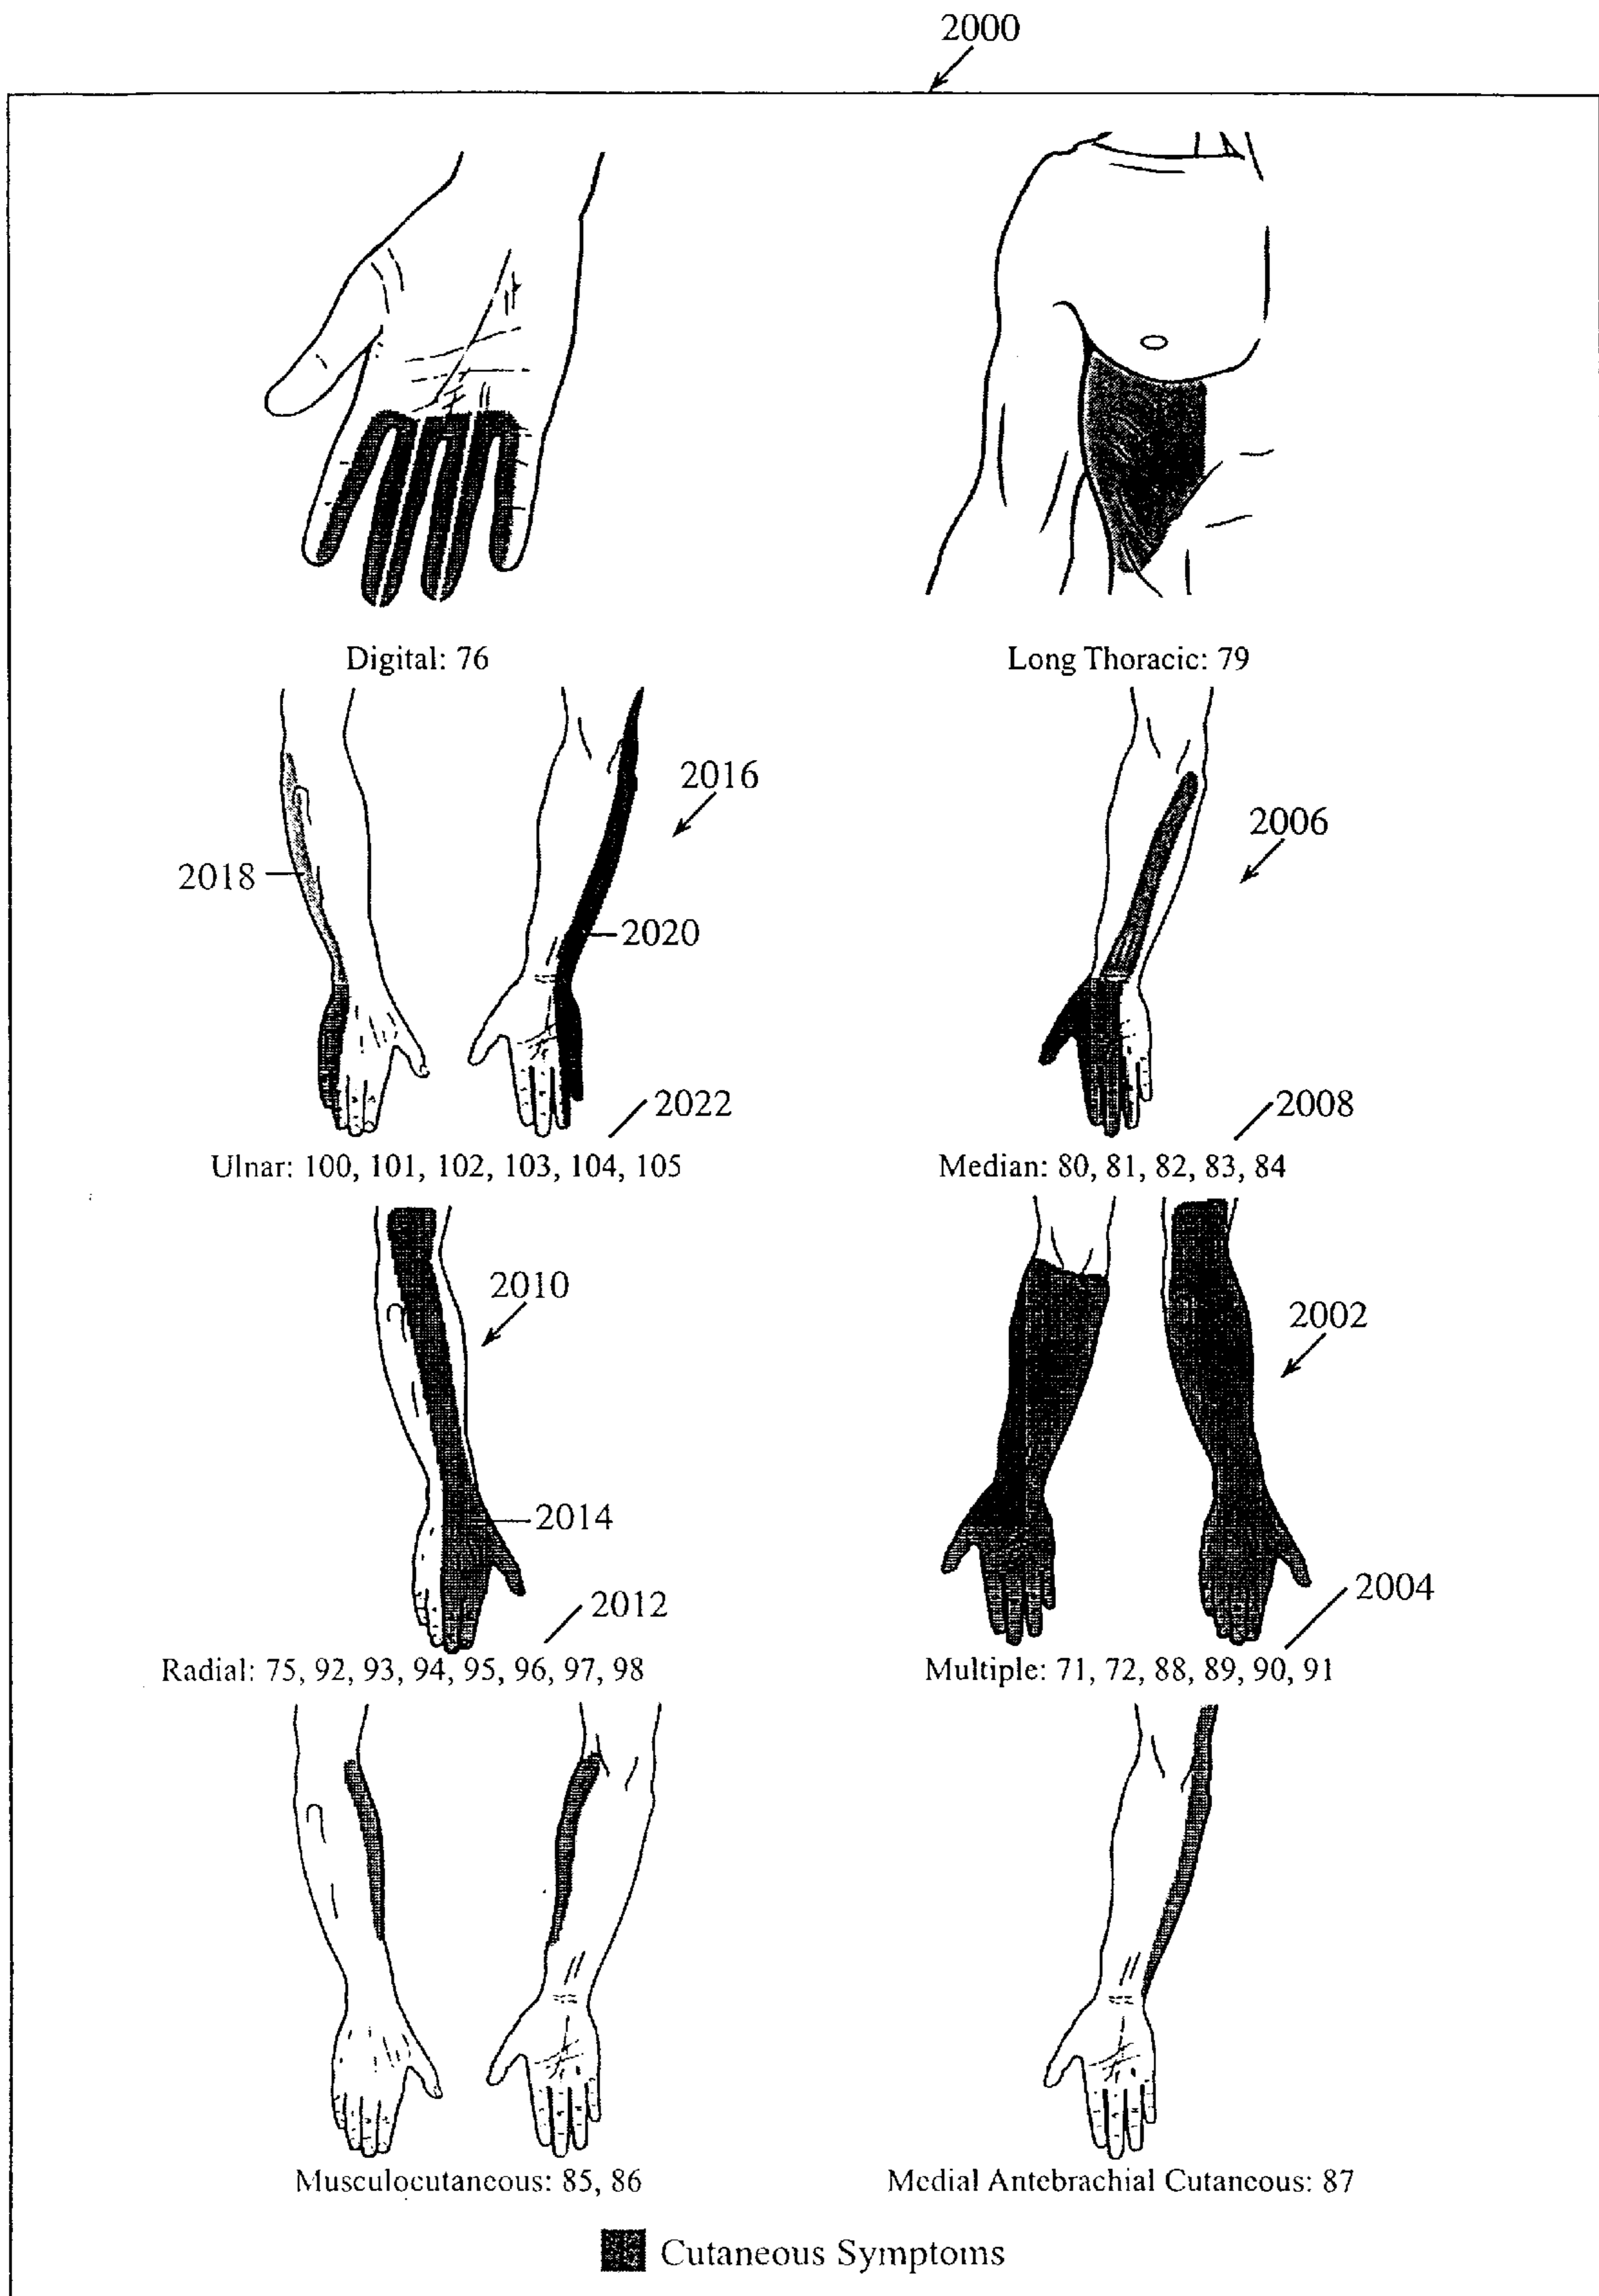 2000
Digital: 76
Long Thoracic: 79
2016
2006
2018
2020
2022
2008
Ulnar: 100, 101, 102, 103, 104, 105
Median: 80, 81, 82, 83, 84
2010
2002
2014
2004
2012
Radial: 75, 92, 93, 94, 95, 96, 97, 98
Multiple: 71, 72, 88, 89, 90, 91
Musculocutaneous: 85, 86
Medial Antebrachial Cutaneous: 87
Cutaneous Symptoms